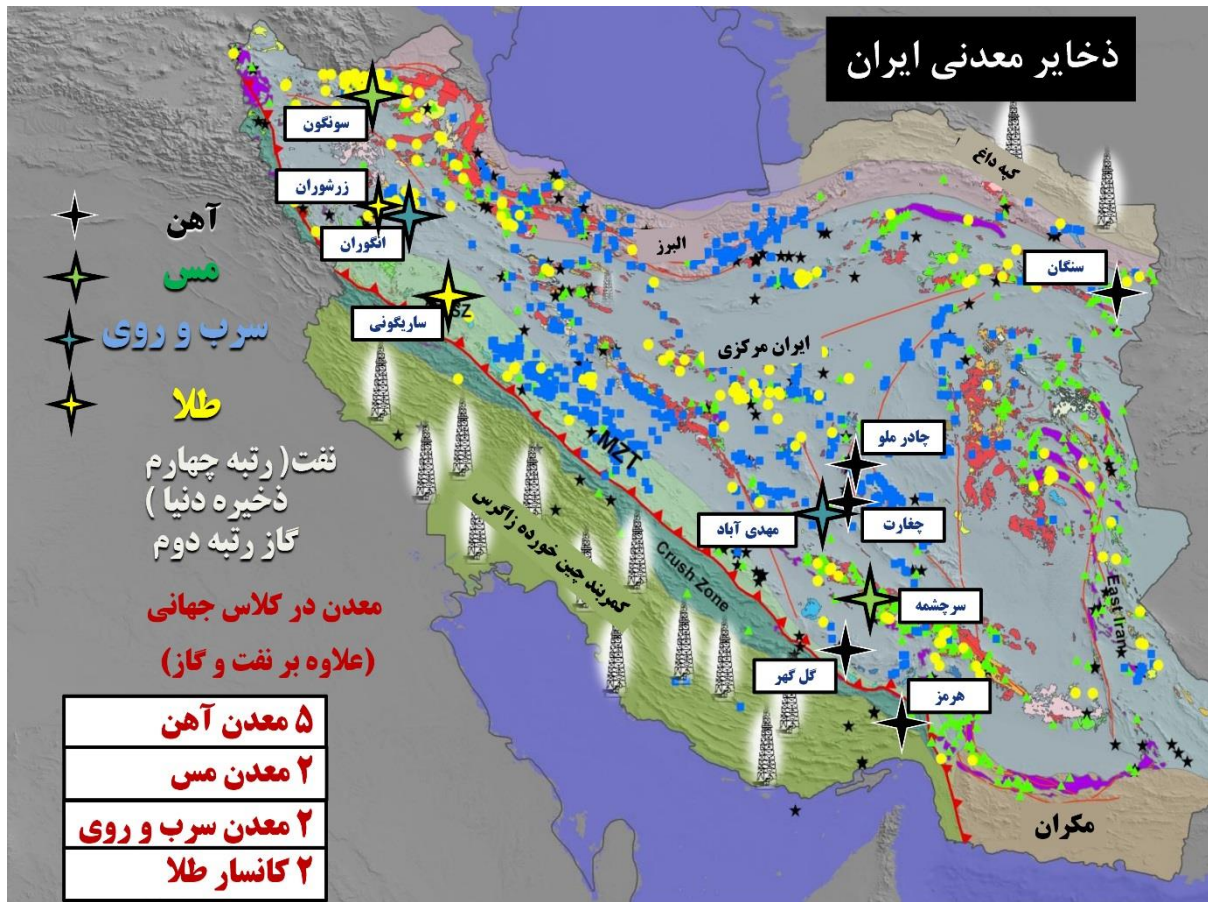 ذخایر معدنی ایران
کپه داغ
سونگون
زرشوران
انگوران
آهن
مس
سرب و روی
طلا
البرز
سنگان
ساریگونی
SZ
ایران مرکزی
MZT
چادر ملو
چغارت
مهدی آباد
نفت( رتبه چهارم
ذخیره دنیا )
گاز رتبه دوم
کمربند چین خورده زاگرس
Crush Zone
سرچشمه
East Iran
معدن در کلاس جهانی
(علاوه بر نفت و گاز)
گل گهر
هرمز
مکران
۵ معدن آهن
۲ معدن مس
۲ معدن سرب و روی
۲ کانسار طلا